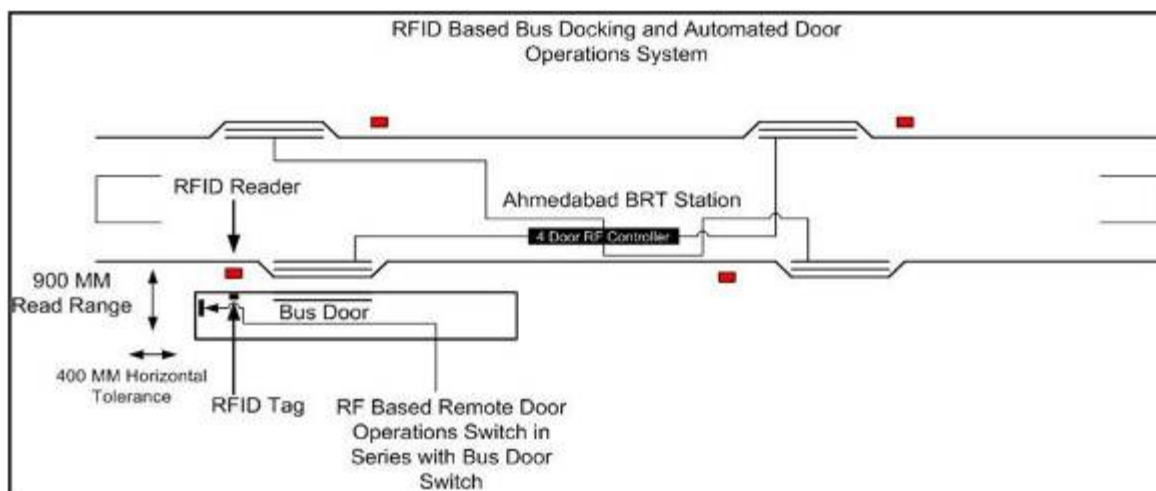 RFID Based Bus Docking and Automated Door
Operations System
RFID Reader
Ahmedabad BRT Station
4 Door RF Controller
900 MM
Read Range
Bus Door
400 MM Horizontal
Tolerance
RFID Tag
RF Based Remote Door
Operations Switch in
Series with Bus Door
Switch